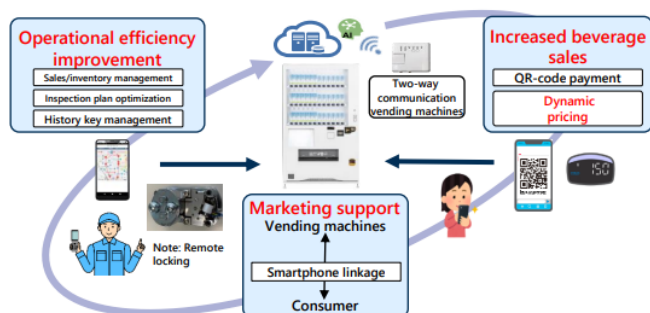 Operational efficiency
improvement
Sales/inventory management
Inspection plan optimization
History key management
AI
Two-way
communication
vending machines
Increased beverage
sales
QR-code payment
Dynamic
pricing
150
Note: Remote
locking
Marketing support
Vending machines
Smartphone linkage
Consumer